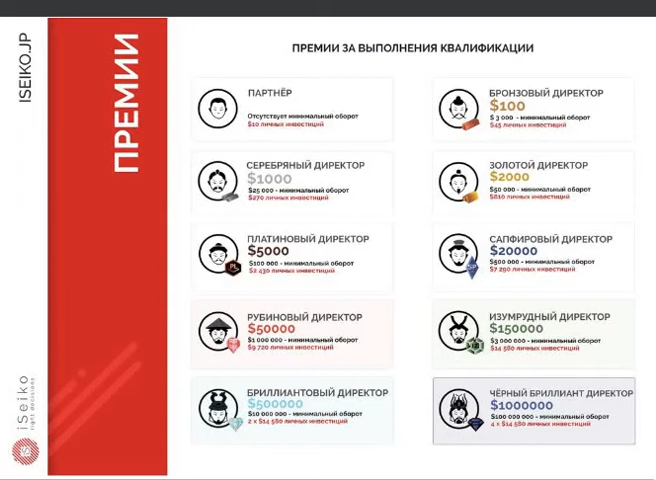 ISEIKO.JP
ПРЕМИИ
iSeiko
right decisions
ПРЕМИИ ЗА ВЫПОЛНЕНИЯ КВАЛИФИКАЦИИ
ПАРТНЁР
Отсутствует минимальный оборот
$10 личных инвестиций
БРОНЗОВЫЙ ДИРЕКТОР
$100
$ 3 000 - минимальный оборот
$45 личных инвестиций
СЕРЕБРЯНЫЙ ДИРЕКТОР
$1000
$25 000 - минимальный оборот
$270 личных инвестиций
ЗОЛОТОЙ ДИРЕКТОР
$2000
$50 000 - минимальный оборот
$810 личных инвестиций
ПЛАТИНОВЫЙ ДИРЕКТОР
$5000
$100 000 - минимальный оборот
$2 430 личных инвестиций
PL
САПФИРОВЫЙ ДИРЕКТОР
$20000
$500 000 - минимальный оборот
$7 290 личных инвестиций
РУБИНОВЫЙ ДИРЕКТОР
$50000
$1 000 000 - минимальный оборот
$9 720 личных инвестиций
ИЗУМРУДНЫЙ ДИРЕКТОР
$150000
$3 000 000 - минимальный оборот
$14 580 личных инвестиций
БРИЛЛИАНТОВЫЙ ДИРЕКТОР
$500000
$10 000 000 - минимальный оборот
2 x $14 580 личных инвестиций
ЧЁРНЫЙ БРИЛЛИАНТ ДИРЕКТОР
$1000000
$100 000 000 - минимальный оборот
4 x $14 580 личных инвестиций